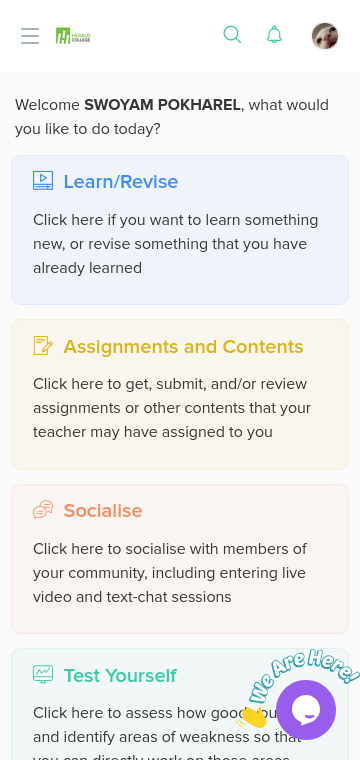 HERALD
COLLEGE
Welcome SWOYAM POKHAREL, what would
you like to do today?
Learn/Revise
Click here if you want to learn something
new, or revise something that you have
already learned
Assignments and Contents
Click here to get, submit, and/or review
assignments or other contents that your
teacher may have assigned to you
Socialise
Click here to socialise with members of
your community, including entering live
video and text-chat sessions
Test Yourself
We Are Here!
Click here to assess how good
and identify areas of weakness so that
you can directly work on those areas